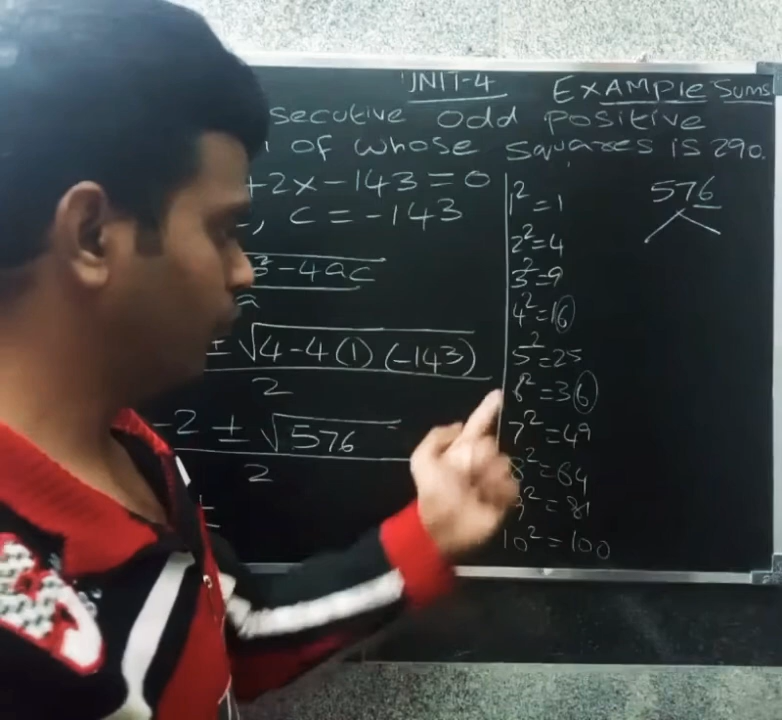 UNIT-4 EXAMPLE Sums
secutive odd positive
of whose squares is 290.
+2x-143=0
, c = -143
-4ac
± √4-4(1)(-143)
2
-2 ± √576
2
±
1²=1
2²=4
3²=9
4²=16
5²=25
6²=36
7²=49
8²=64
9²=81
10²=100
576